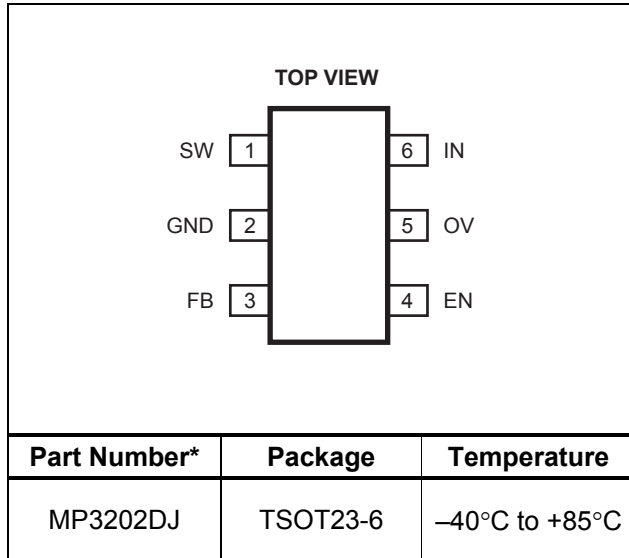 TOP VIEW
SW 1 6 IN
GND 2 5 OV
FB 3 4 EN
Part Number* Package Temperature
MP3202DJ TSOT23-6 –40°C to +85°C